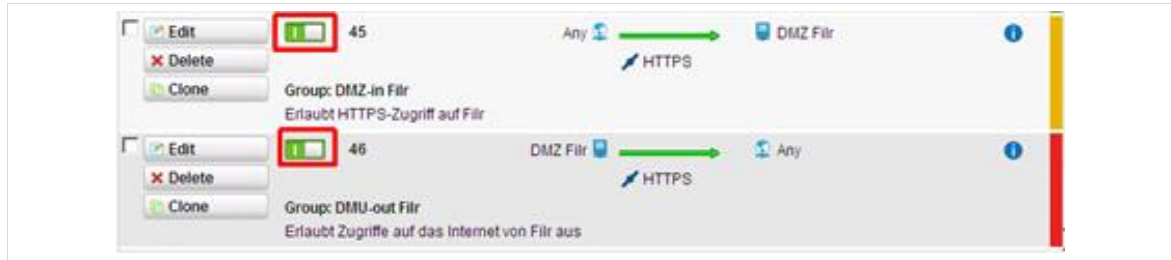 Edit 45 Any DMZ Filr
Delete HTTPS
Clone Group: DMZ-in Filr
Erlaubt HTTPS-Zugriff auf Filr
Edit 46 DMZ Filr Any
Delete HTTPS
Clone Group: DMU-out Filr
Erlaubt Zugriffe auf das Internet von Filr aus